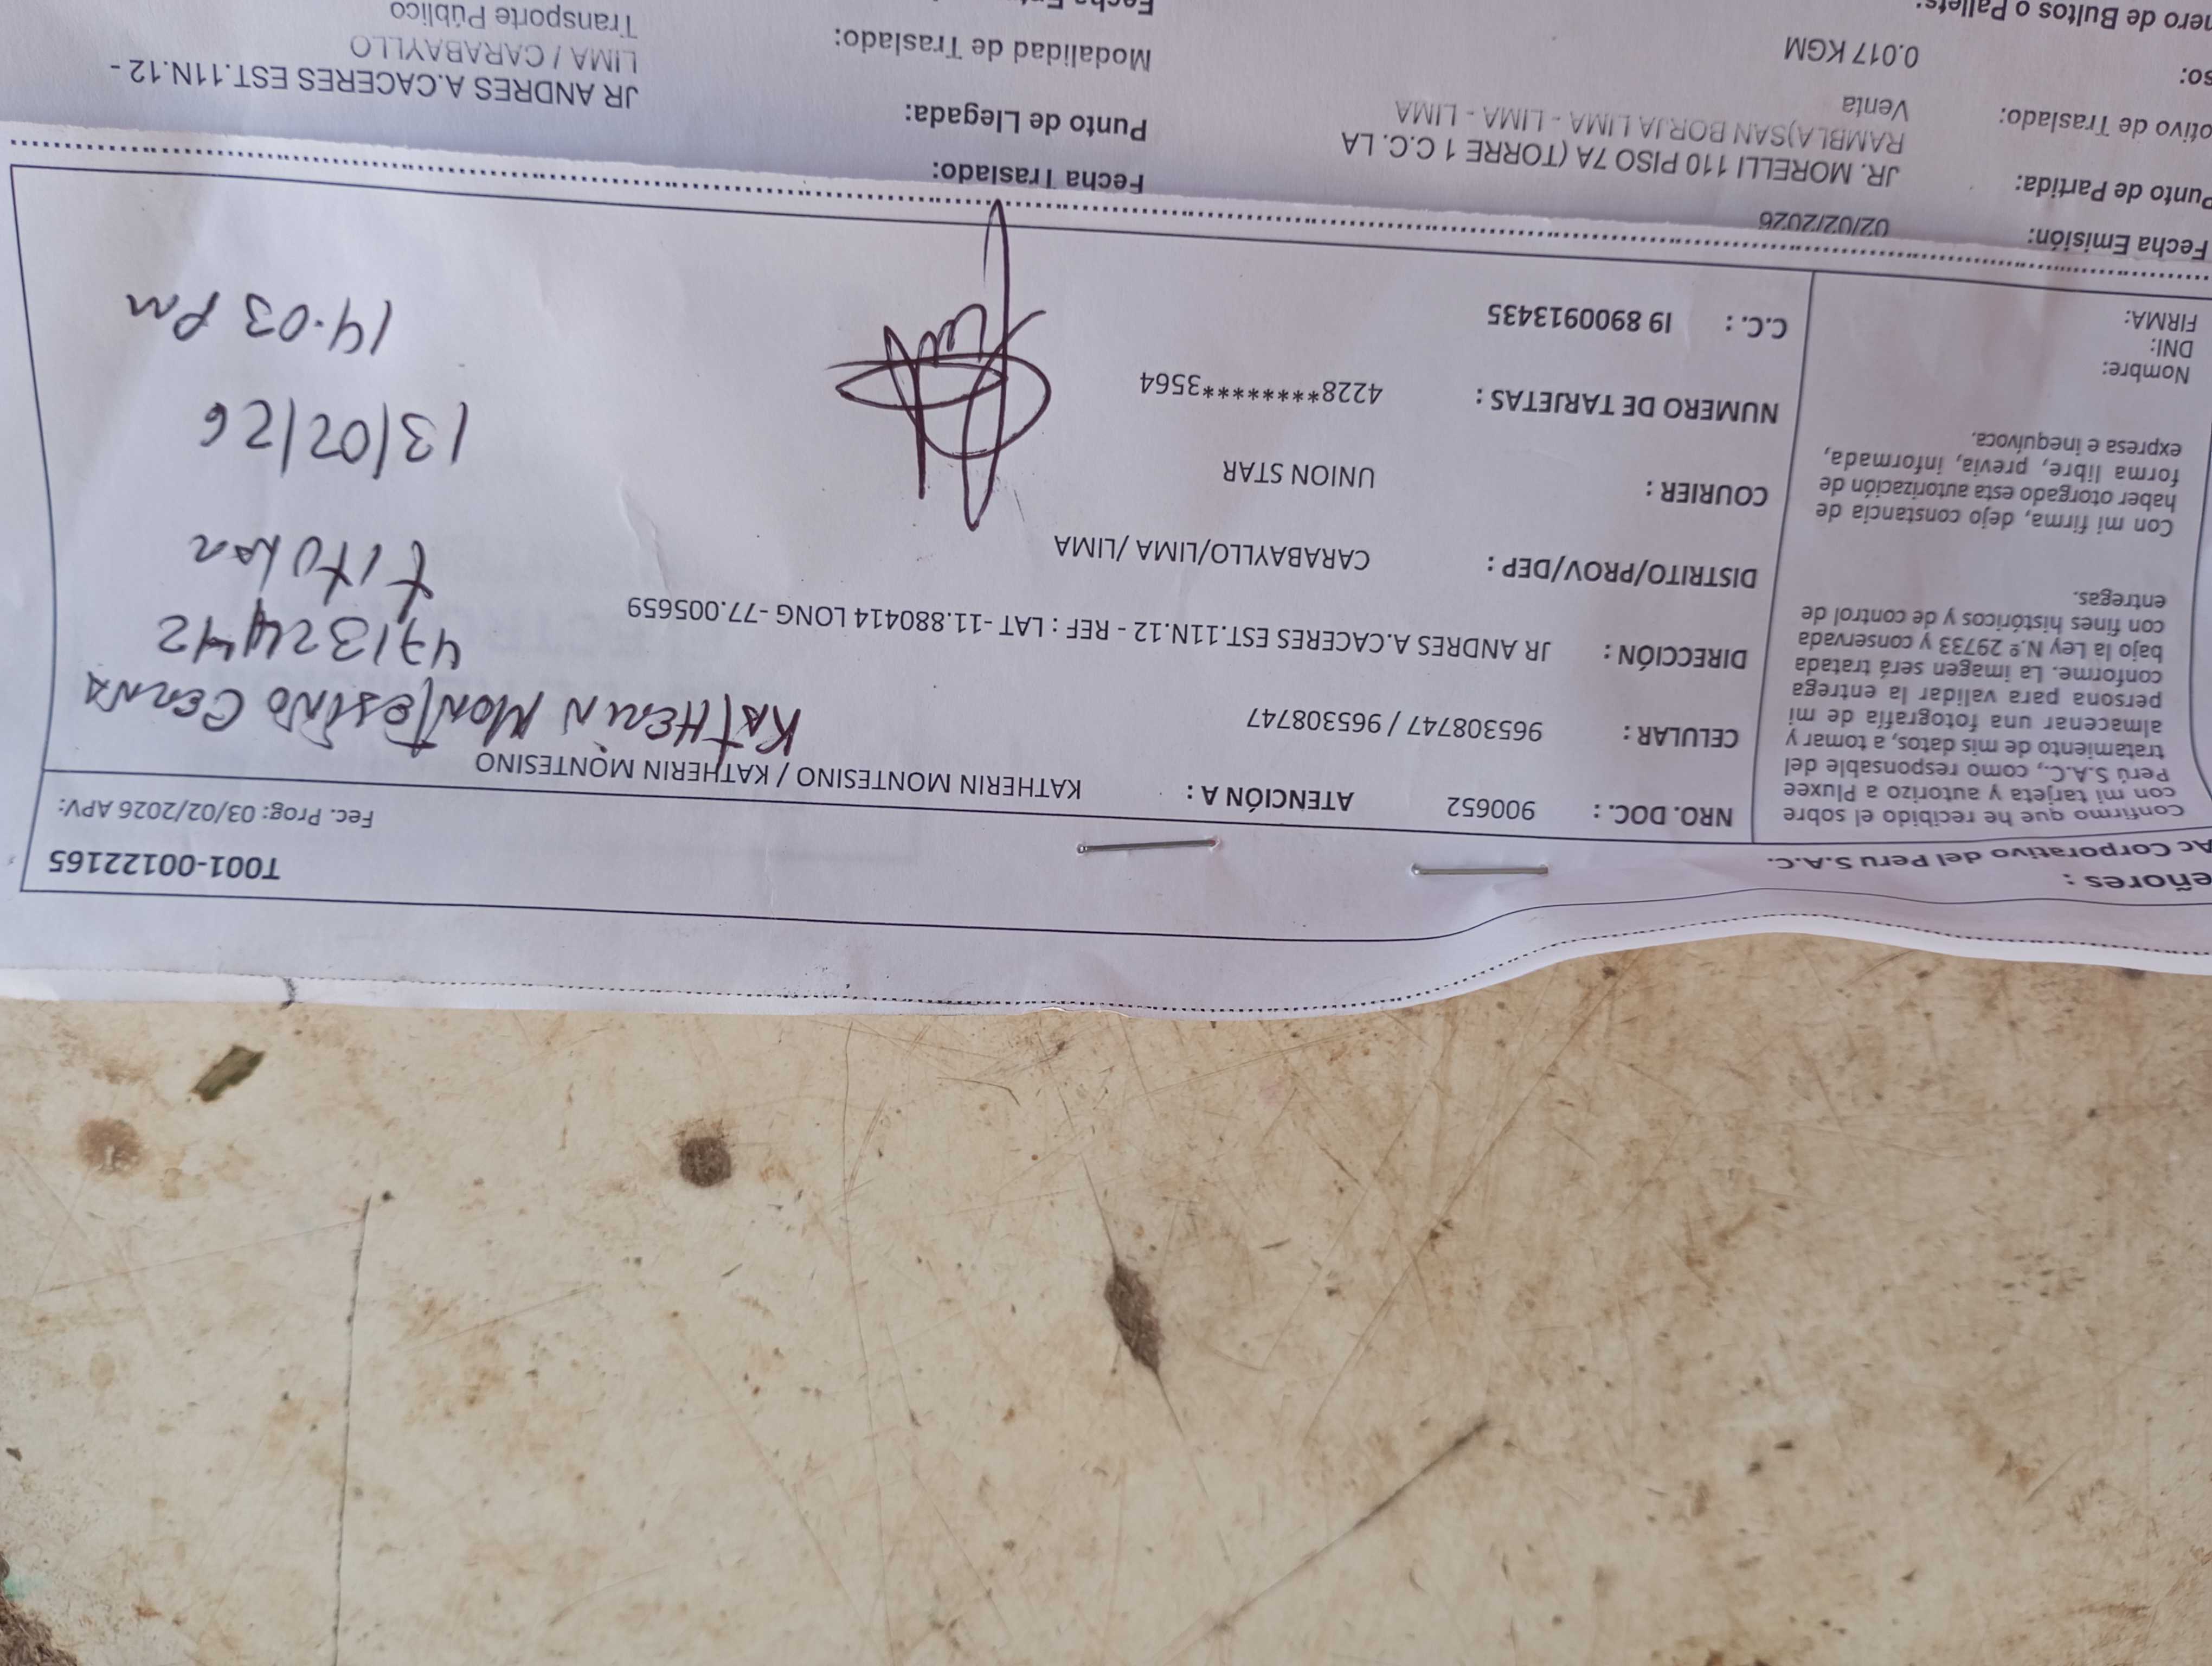 eñores :
Ac Corporativo del Peru S.A.C.
T001-00122165
Fec. Prog: 03/02/2026 APV:
Confirmo que he recibido el sobre
con mi tarjeta y autorizo a Pluxee
Perú S.A.C., como responsable del
tratamiento de mis datos, a tomar y
almacenar una fotografía de mi
persona para validar la entrega
conforme. La imagen será tratada
bajo la Ley N.º 29733 y conservada
con fines históricos y de control de
entregas.
Con mi firma, dejo constancia de
haber otorgado esta autorización de
forma libre, previa, informada,
expresa e inequívoca.
Nombre:
DNI:
FIRMA:
NRO. DOC. : 900652 ATENCIÓN A : KATHERIN MONTESINO / KATHERIN MONTESINO
CELULAR : 965308747 / 965308747
DIRECCIÓN : JR ANDRES A.CACERES EST.11N.12 - REF : LAT -11.880414 LONG -77.005659
DISTRITO/PROV/DEP : CARABAYLLO/LIMA/ LIMA
COURIER : UNION STAR
NUMERO DE TARJETAS : 4228*********3564
C.C. : I9 8900913435
KATHERIN MONTESINO CERNA
47132442
titular
13/02/26
14.03 Pm
Fecha Emisión: 02/02/2026
Fecha Traslado:
Punto de Partida: JR. MORELLI 110 PISO 7A (TORRE 1 C.C. LA
RAMBLA)SAN BORJA LIMA - LIMA - LIMA
Punto de Llegada: JR ANDRES A.CACERES EST.11N.12 -
LIMA / CARABAYLLO
otivo de Traslado: Venta
Modalidad de Traslado: Transporte Público
so: 0.017 KGM
nero de Bultos o Pallets: